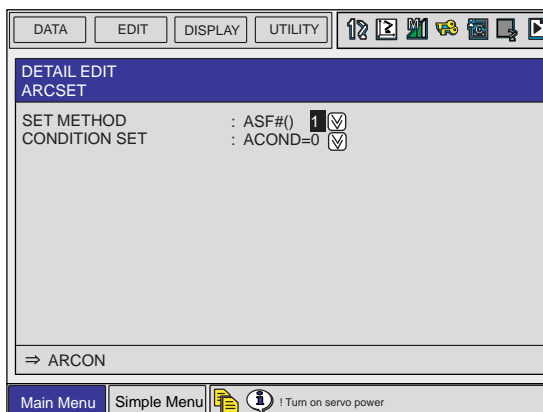 DATA EDIT DISPLAY UTILITY
DETAIL EDIT
ARCSET
SET METHOD : ASF#() 1
CONDITION SET : ACOND=0
⇒ ARCON
Main Menu Simple Menu ! Turn on servo power